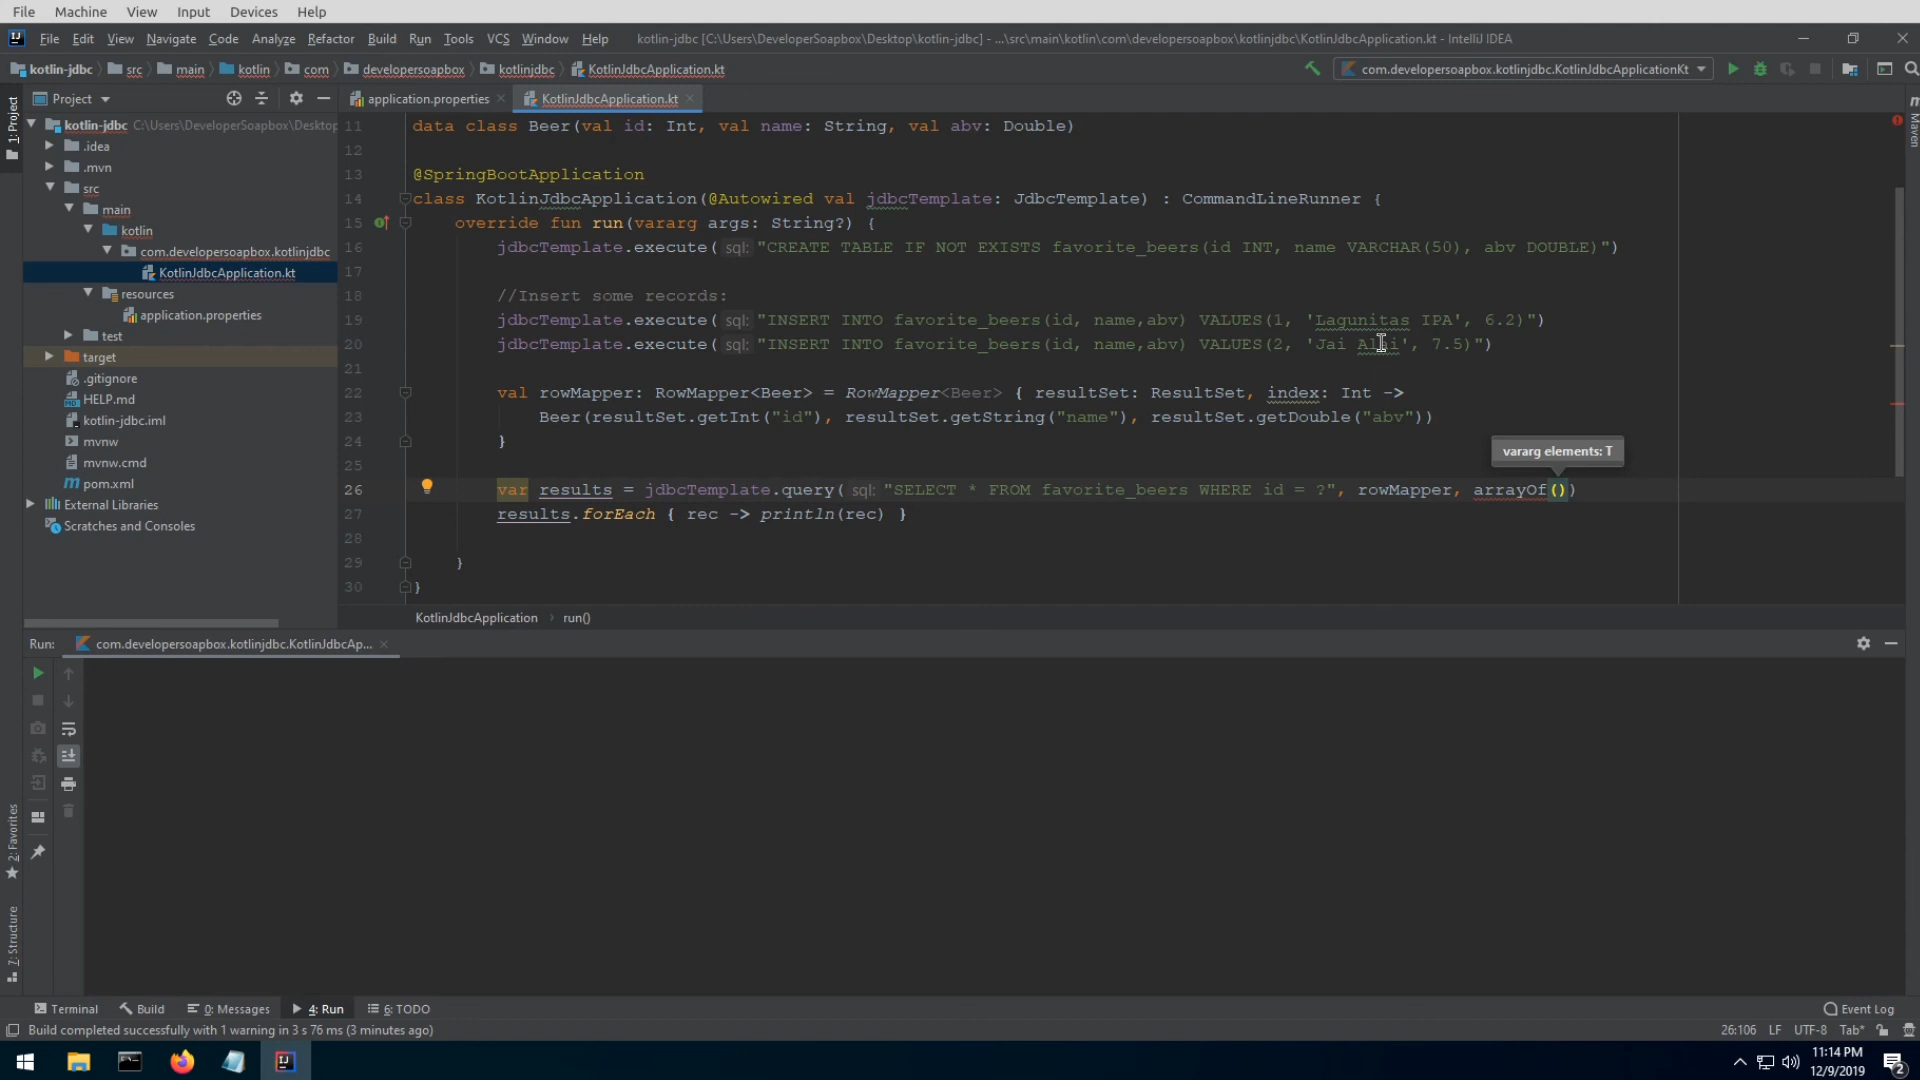 File Machine View Input Devices Help
File Edit View Navigate Code Analyze Refactor Build Run Tools VCS Window Help kotlin-jdbc [C:\Users\DeveloperSoapbox\Desktop\kotlin-jdbc] - ...\src\main\kotlin\com\developersoapbox\kotlinjdbc\KotlinJdbcApplication.kt - IntelliJ IDEA
kotlin-jdbc src main kotlin com developersoapbox kotlinjdbc KotlinJdbcApplication.kt com.developersoapbox.kotlinjdbc.KotlinJdbcApplicationKt
Project application.properties KotlinJdbcApplication.kt
1: Project
Maven
kotlin-jdbc C:\Users\DeveloperSoapbox\Desktop
.idea
.mvn
src
main
kotlin
com.developersoapbox.kotlinjdbc
KotlinJdbcApplication.kt
resources
application.properties
test
target
.gitignore
HELP.md
kotlin-jdbc.iml
mvnw
mvnw.cmd
pom.xml
External Libraries
Scratches and Consoles
11 data class Beer(val id: Int, val name: String, val abv: Double)
12
13 @SpringBootApplication
14 class KotlinJdbcApplication(@Autowired val jdbcTemplate: JdbcTemplate) : CommandLineRunner {
15 override fun run(vararg args: String?) {
16 jdbcTemplate.execute( sql: "CREATE TABLE IF NOT EXISTS favorite_beers(id INT, name VARCHAR(50), abv DOUBLE)")
17
18 //Insert some records:
19 jdbcTemplate.execute( sql: "INSERT INTO favorite_beers(id, name,abv) VALUES(1, 'Lagunitas IPA', 6.2)")
20 jdbcTemplate.execute( sql: "INSERT INTO favorite_beers(id, name,abv) VALUES(2, 'Jai Alai', 7.5)")
21
22 val rowMapper: RowMapper<Beer> = RowMapper<Beer> { resultSet: ResultSet, index: Int ->
23 Beer(resultSet.getInt("id"), resultSet.getString("name"), resultSet.getDouble("abv"))
24 }
25
vararg elements: T
26 var results = jdbcTemplate.query( sql: "SELECT * FROM favorite_beers WHERE id = ?", rowMapper, arrayOf())
27 results.forEach { rec -> println(rec) }
28
29 }
30 }
KotlinJdbcApplication › run()
Run: com.developersoapbox.kotlinjdbc.KotlinJdbcAp...
2: Favorites
7: Structure
Terminal Build 0: Messages 4: Run 6: TODO Event Log
Build completed successfully with 1 warning in 3 s 76 ms (3 minutes ago) 26:106 LF UTF-8 Tab*
11:14 PM
12/9/2019
2